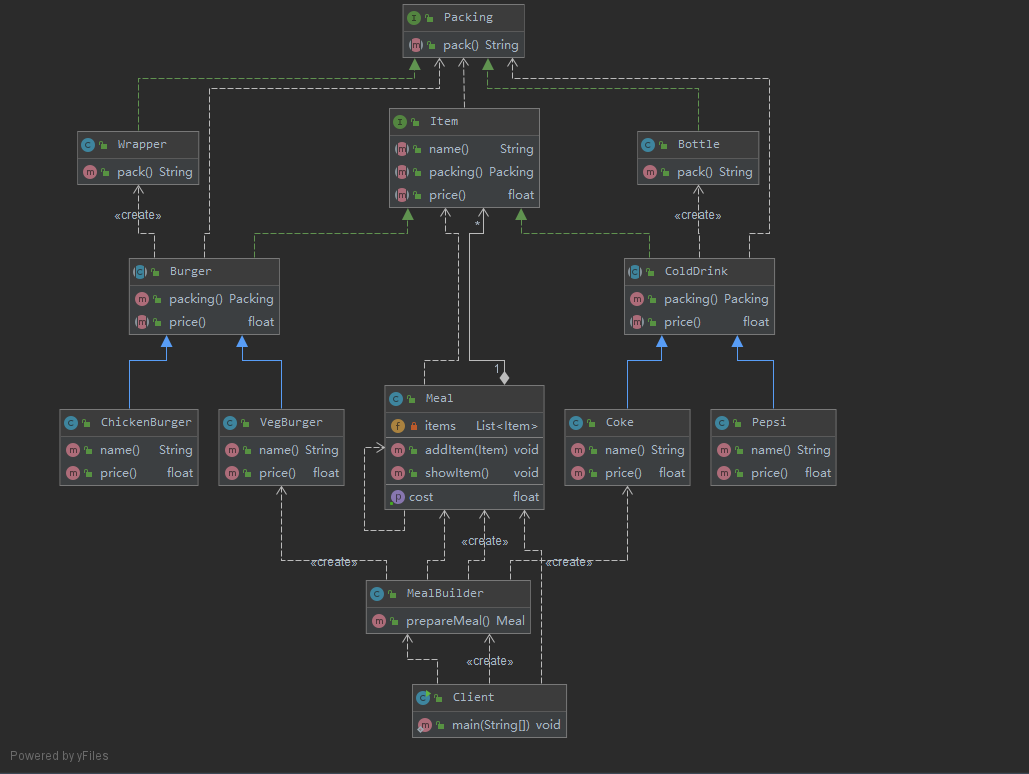 Packing
pack() String
Item
name() String
packing() Packing
price() float
Wrapper
pack() String
Bottle
pack() String
«create»
«create»
*
Burger
packing() Packing
price() float
ColdDrink
packing() Packing
price() float
1
Meal
items List<Item>
addItem(Item) void
showItem() void
cost float
ChickenBurger
name() String
price() float
VegBurger
name() String
price() float
Coke
name() String
price() float
Pepsi
name() String
price() float
«create»
«create»
«create»
MealBuilder
prepareMeal() Meal
«create»
Client
main(String[]) void
Powered by yFiles